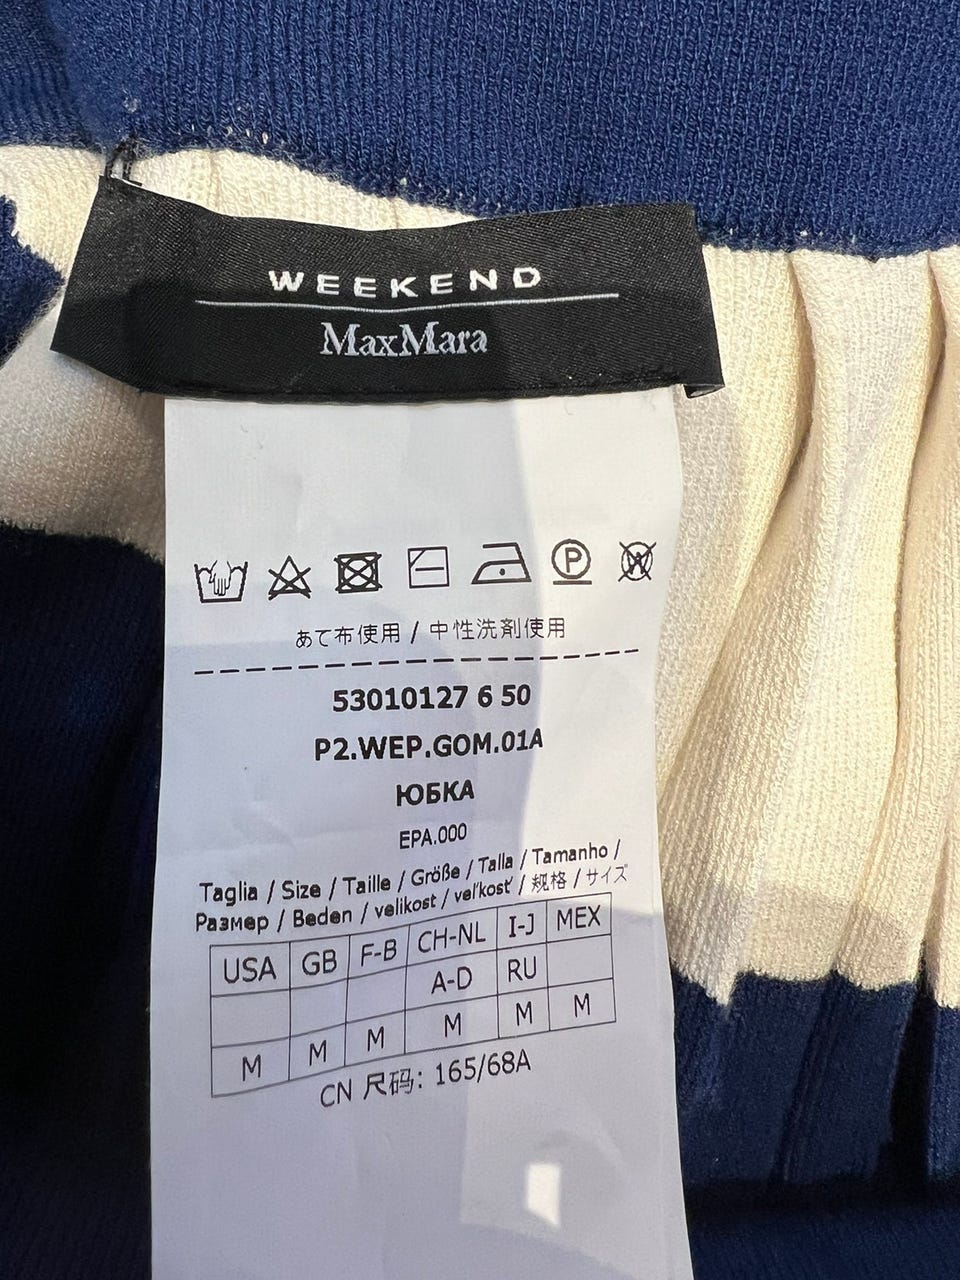 WEEKEND
MaxMara
P
W
あて布使用 / 中性洗剤使用
53010127 6 50
P2.WEP.GOM.01A
ЮБКА
EPA.000
Taglia / Size / Taille / Größe / Talla / Tamanho /
Размер / Beden / velikost / veľkosť / 规格 / サイズ
USA GB F-B CH-NL I-J MEX
A-D RU
M M M M M M
CN 尺码: 165/68A